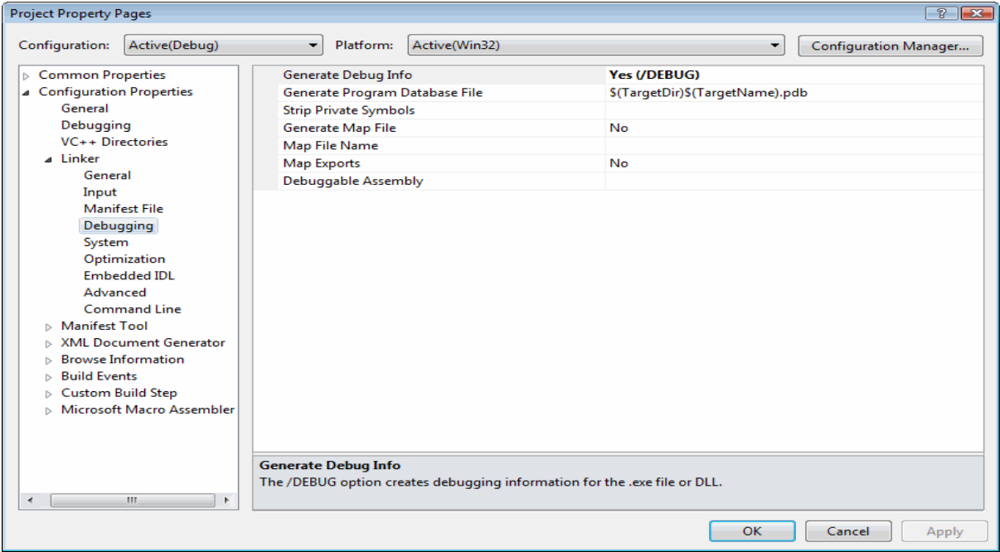 Project Property Pages
Configuration: Active(Debug) Platform: Active(Win32) Configuration Manager...
Common Properties
Configuration Properties
General
Debugging
VC++ Directories
Linker
General
Input
Manifest File
Debugging
System
Optimization
Embedded IDL
Advanced
Command Line
Manifest Tool
XML Document Generator
Browse Information
Build Events
Custom Build Step
Microsoft Macro Assembler
Generate Debug Info Yes (/DEBUG)
Generate Program Database File $(TargetDir)$(TargetName).pdb
Strip Private Symbols
Generate Map File No
Map File Name
Map Exports No
Debuggable Assembly
Generate Debug Info
The /DEBUG option creates debugging information for the .exe file or DLL.
OK Cancel Apply